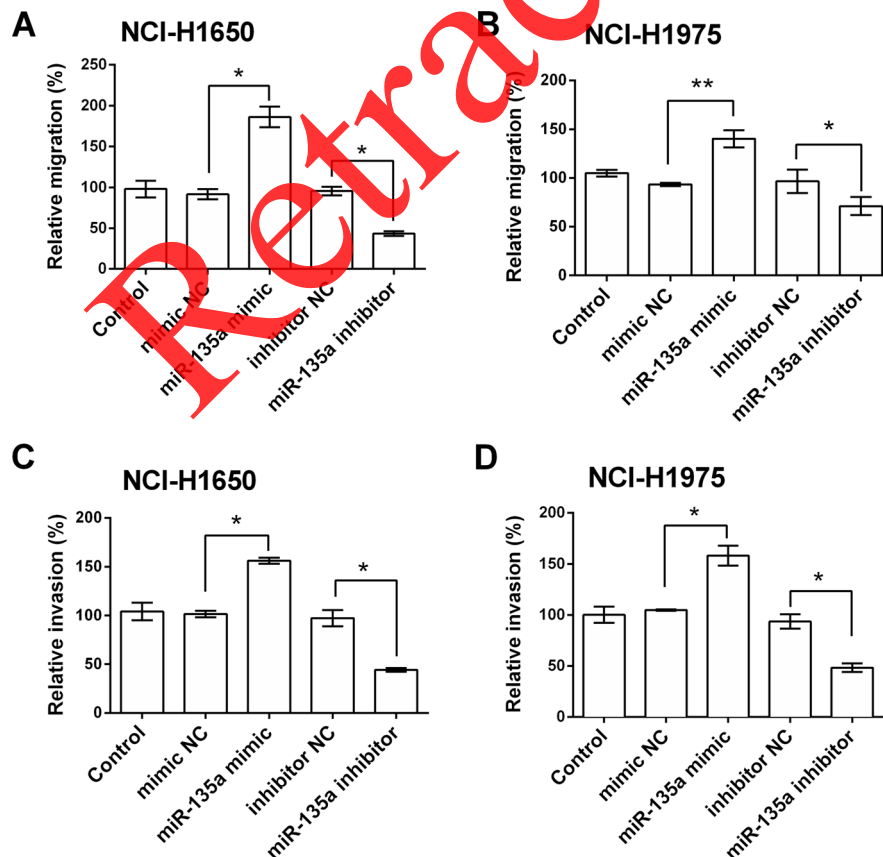 A
NCI-H1650
Relative migration (%)
250
200
150
100
50
0
*
*
Control
mimic NC
miR-135a mimic
inhibitor NC
miR-135a inhibitor
B
NCI-H1975
Relative migration (%)
200
150
100
50
0
**
*
Control
mimic NC
miR-135a mimic
inhibitor NC
miR-135a inhibitor
Retrac
C
NCI-H1650
Relative invasion (%)
200
150
100
50
0
*
*
Control
mimic NC
miR-135a mimic
inhibitor NC
miR-135a inhibitor
D
NCI-H1975
Relative invasion (%)
200
150
100
50
0
*
*
Control
mimic NC
miR-135a mimic
inhibitor NC
miR-135a inhibitor